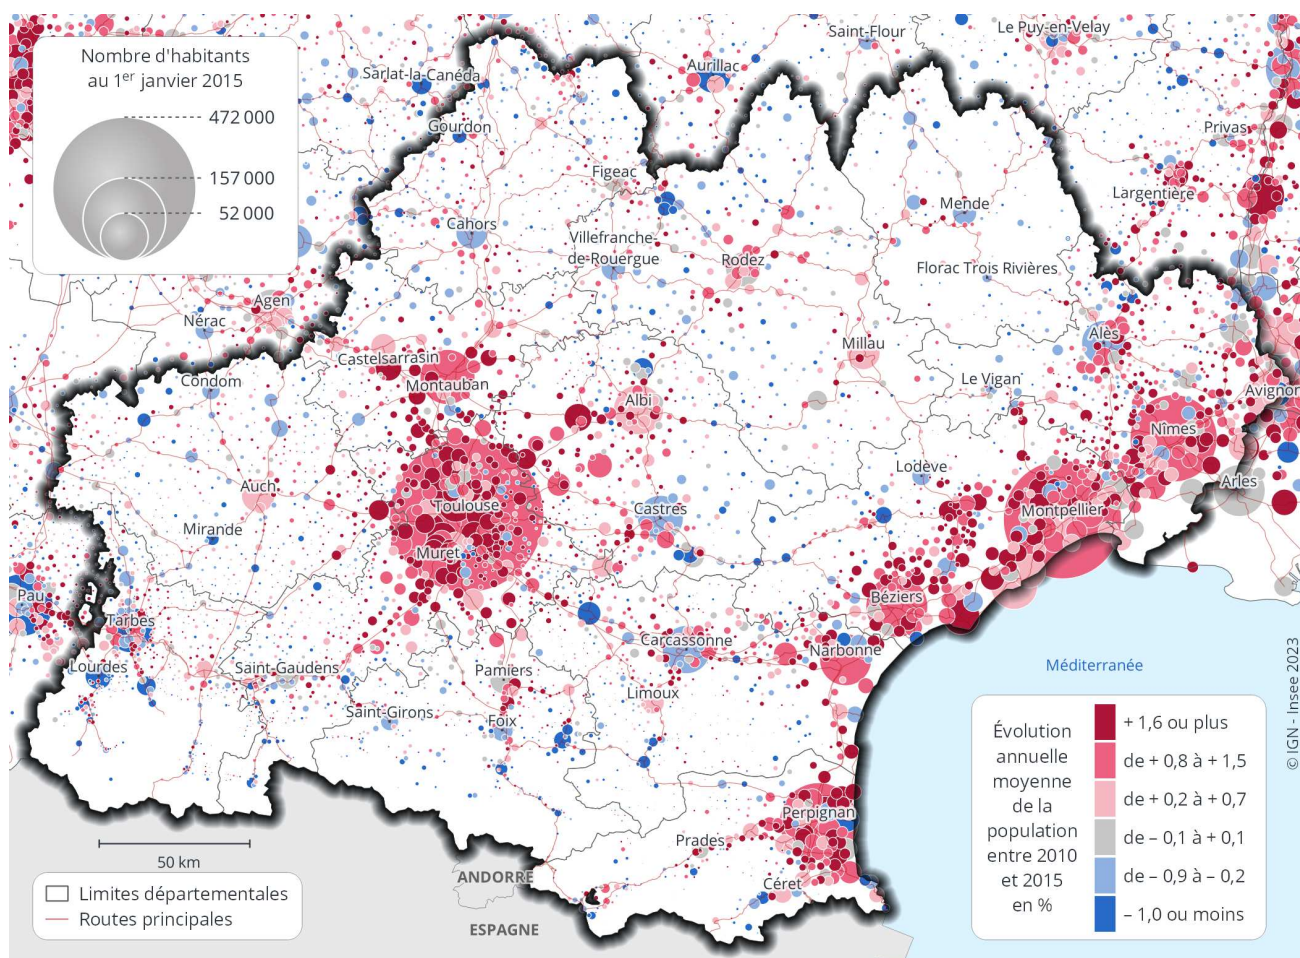 Nombre d'habitants
au 1er janvier 2015
472 000
157 000
52 000
Saint-Flour
Le Puy-en-Velay
Aurillac
Sarlat-la-Canéda
Gourdon
Privas
Figeac
Largentière
Mende
Cahors
Villefranche-
de-Rouergue
Rodez
Florac Trois Rivières
Agen
Nérac
Alès
Millau
Castelsarrasin
Montauban
Condom
Le Vigan
Avignon
Albi
Nîmes
Lodève
Arles
Auch
Toulouse
Castres
Montpellier
Mirande
Muret
Pau
Béziers
Tarbes
Carcassonne
Narbonne
Lourdes
Saint-Gaudens
Pamiers
Limoux
Saint-Girons
Foix
Méditerranée
Perpignan
Prades
Céret
50 km
ANDORRE
ESPAGNE
Limites départementales
Routes principales
Évolution
annuelle
moyenne
de la
population
entre 2010
et 2015
en %
+ 1,6 ou plus
de + 0,8 à + 1,5
de + 0,2 à + 0,7
de – 0,1 à + 0,1
de – 0,9 à – 0,2
– 1,0 ou moins
© IGN - Insee 2023